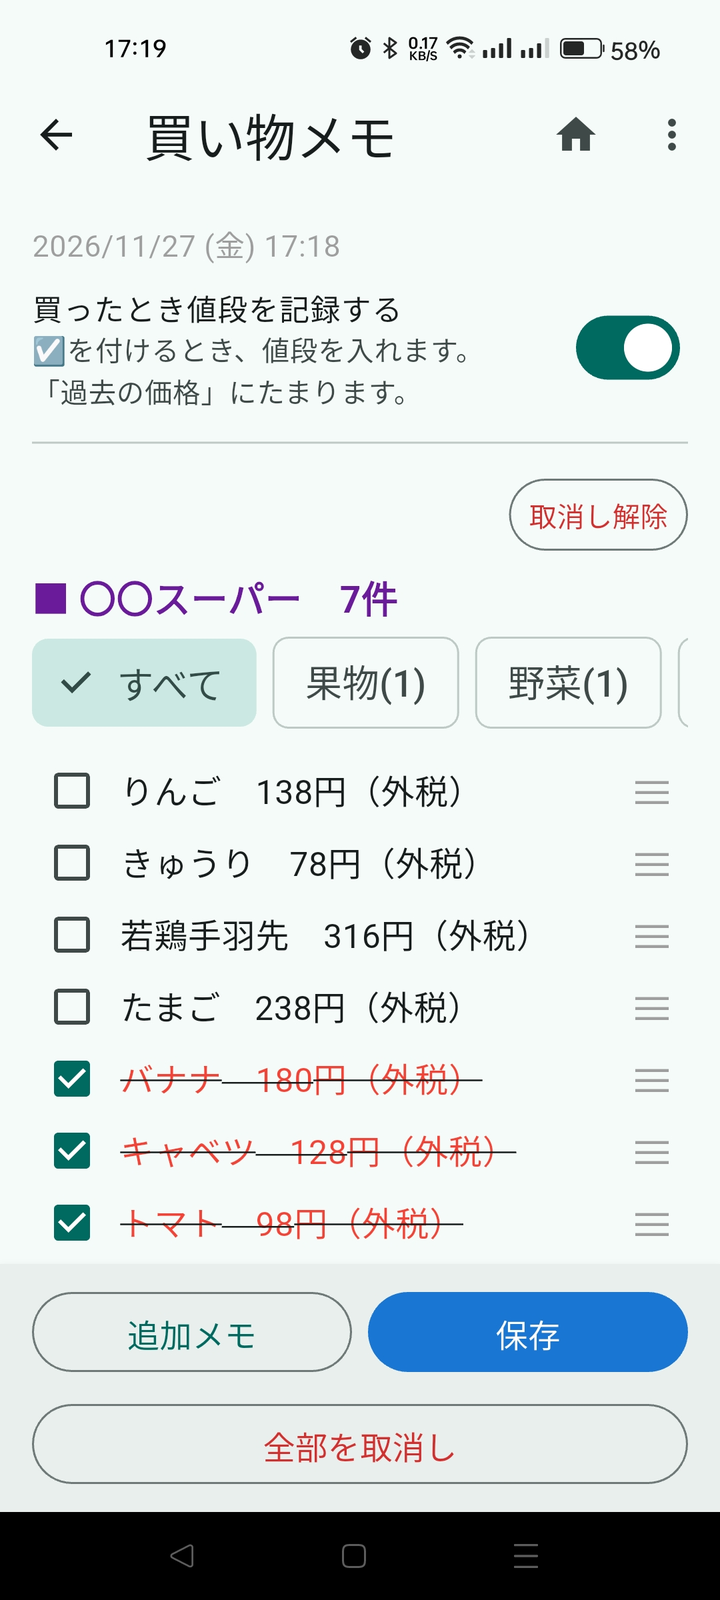 17:19 0.17 KB/S 58%
買い物メモ
2026/11/27 (金) 17:18
買ったとき値段を記録する
☑️を付けるとき、値段を入れます。
「過去の価格」にたまります。
取消し解除
■ 〇〇スーパー　7件
すべて 果物(1) 野菜(1)
りんご　138円（外税）
きゅうり　78円（外税）
若鶏手羽先　316円（外税）
たまご　238円（外税）
バナナ　180円（外税）
キャベツ　128円（外税）
トマト　98円（外税）
追加メモ 保存
全部を取消し